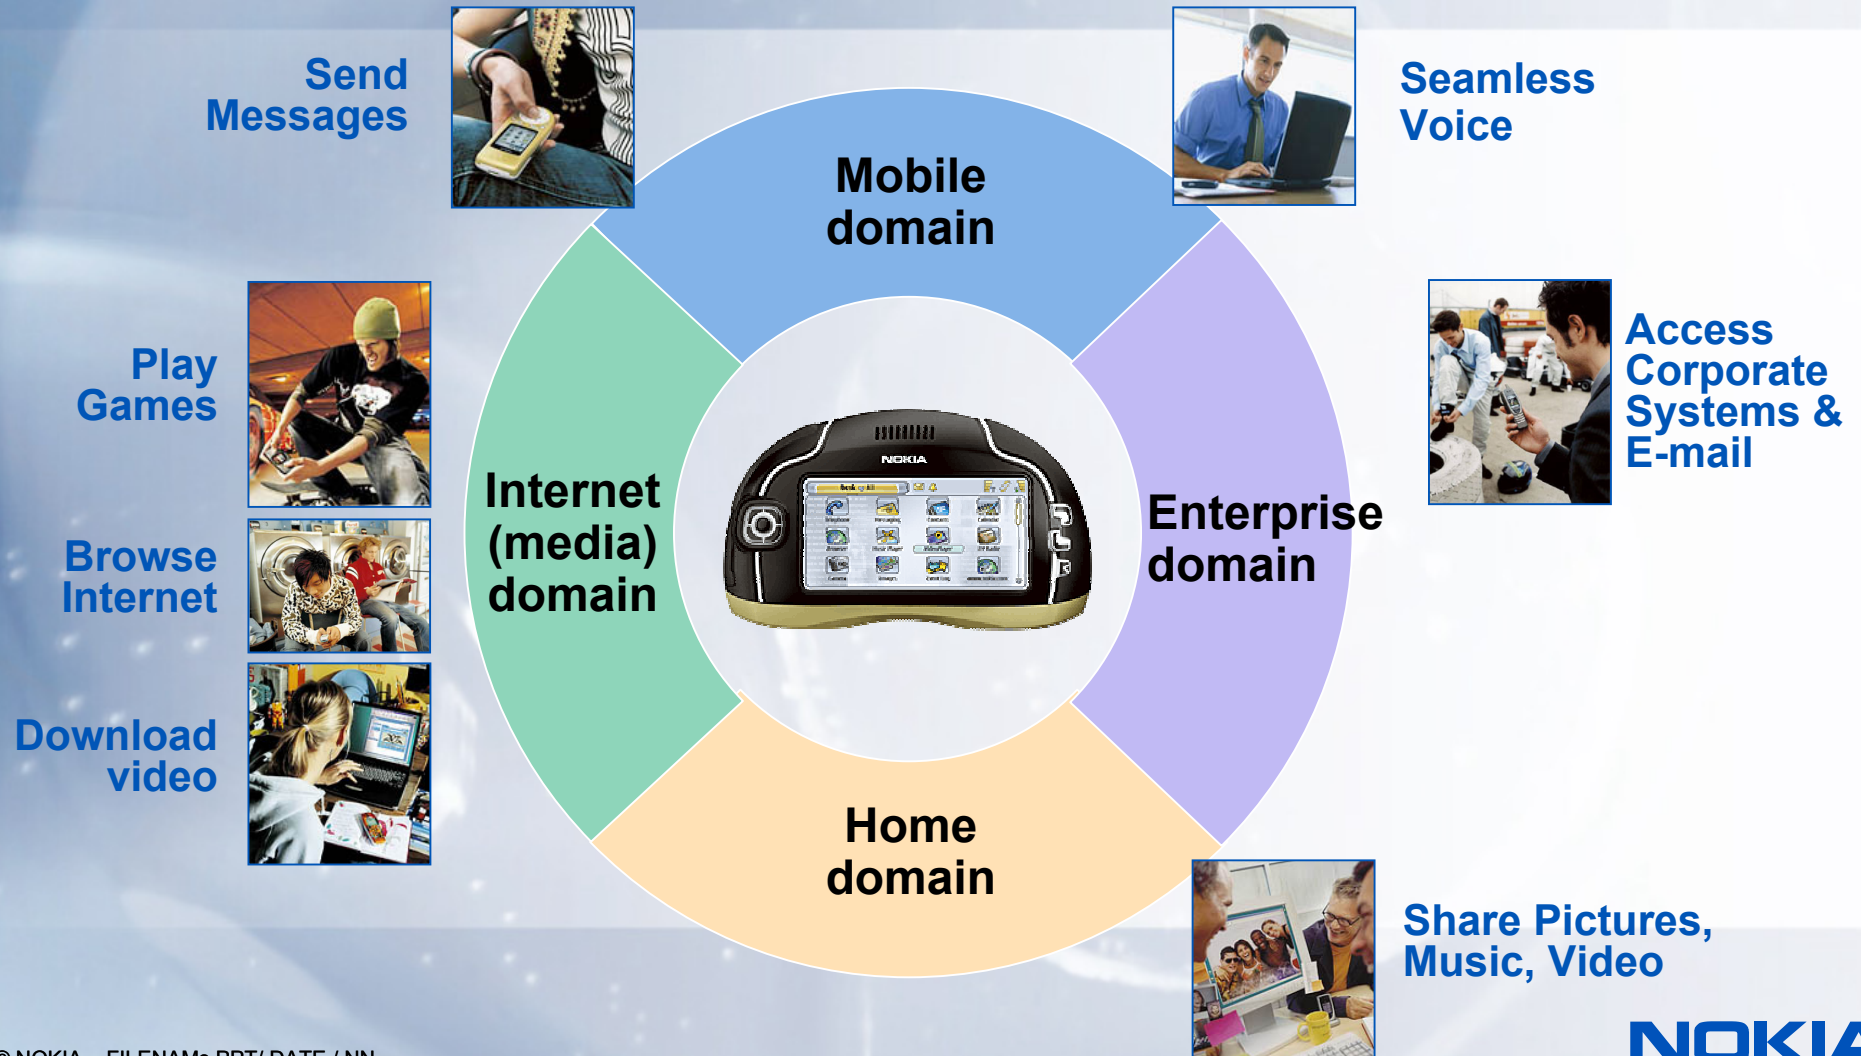 Send
Messages
Seamless
Voice
Mobile
domain
Play
Games
Access
Corporate
Systems &
E-mail
Internet
(media)
domain
NOKIA
Enterprise
domain
Browse
Internet
Download
video
Home
domain
Share Pictures,
Music, Video
NOKIA